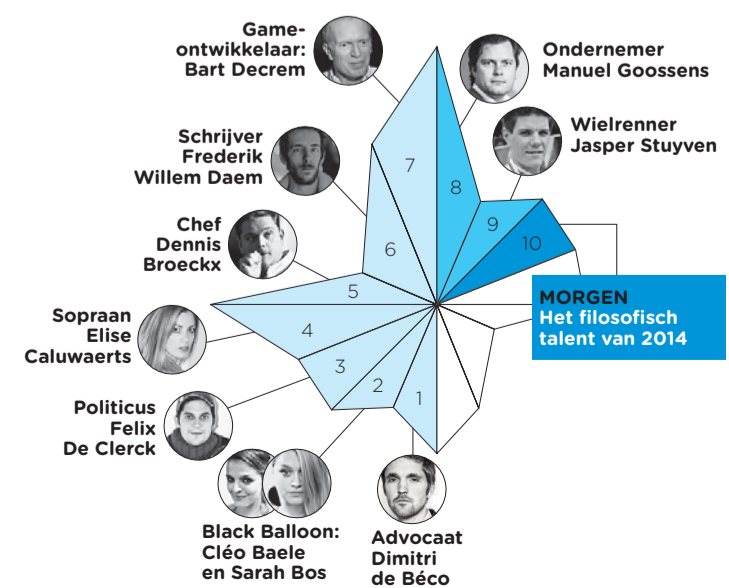 Game-
ontwikkelaar:
Bart Decrem
Ondernemer
Manuel Goossens
Wielrenner
Jasper Stuyven
Schrijver
Frederik
Willem Daem
Chef
Dennis
Broeckx
Sopraan
Elise
Caluwaerts
Politicus
Felix
De Clerck
Black Balloon:
Cléo Baele
en Sarah Bos
Advocaat
Dimitri
de Béco
1
2
3
4
5
6
7
8
9
10
MORGEN
Het filosofisch
talent van 2014